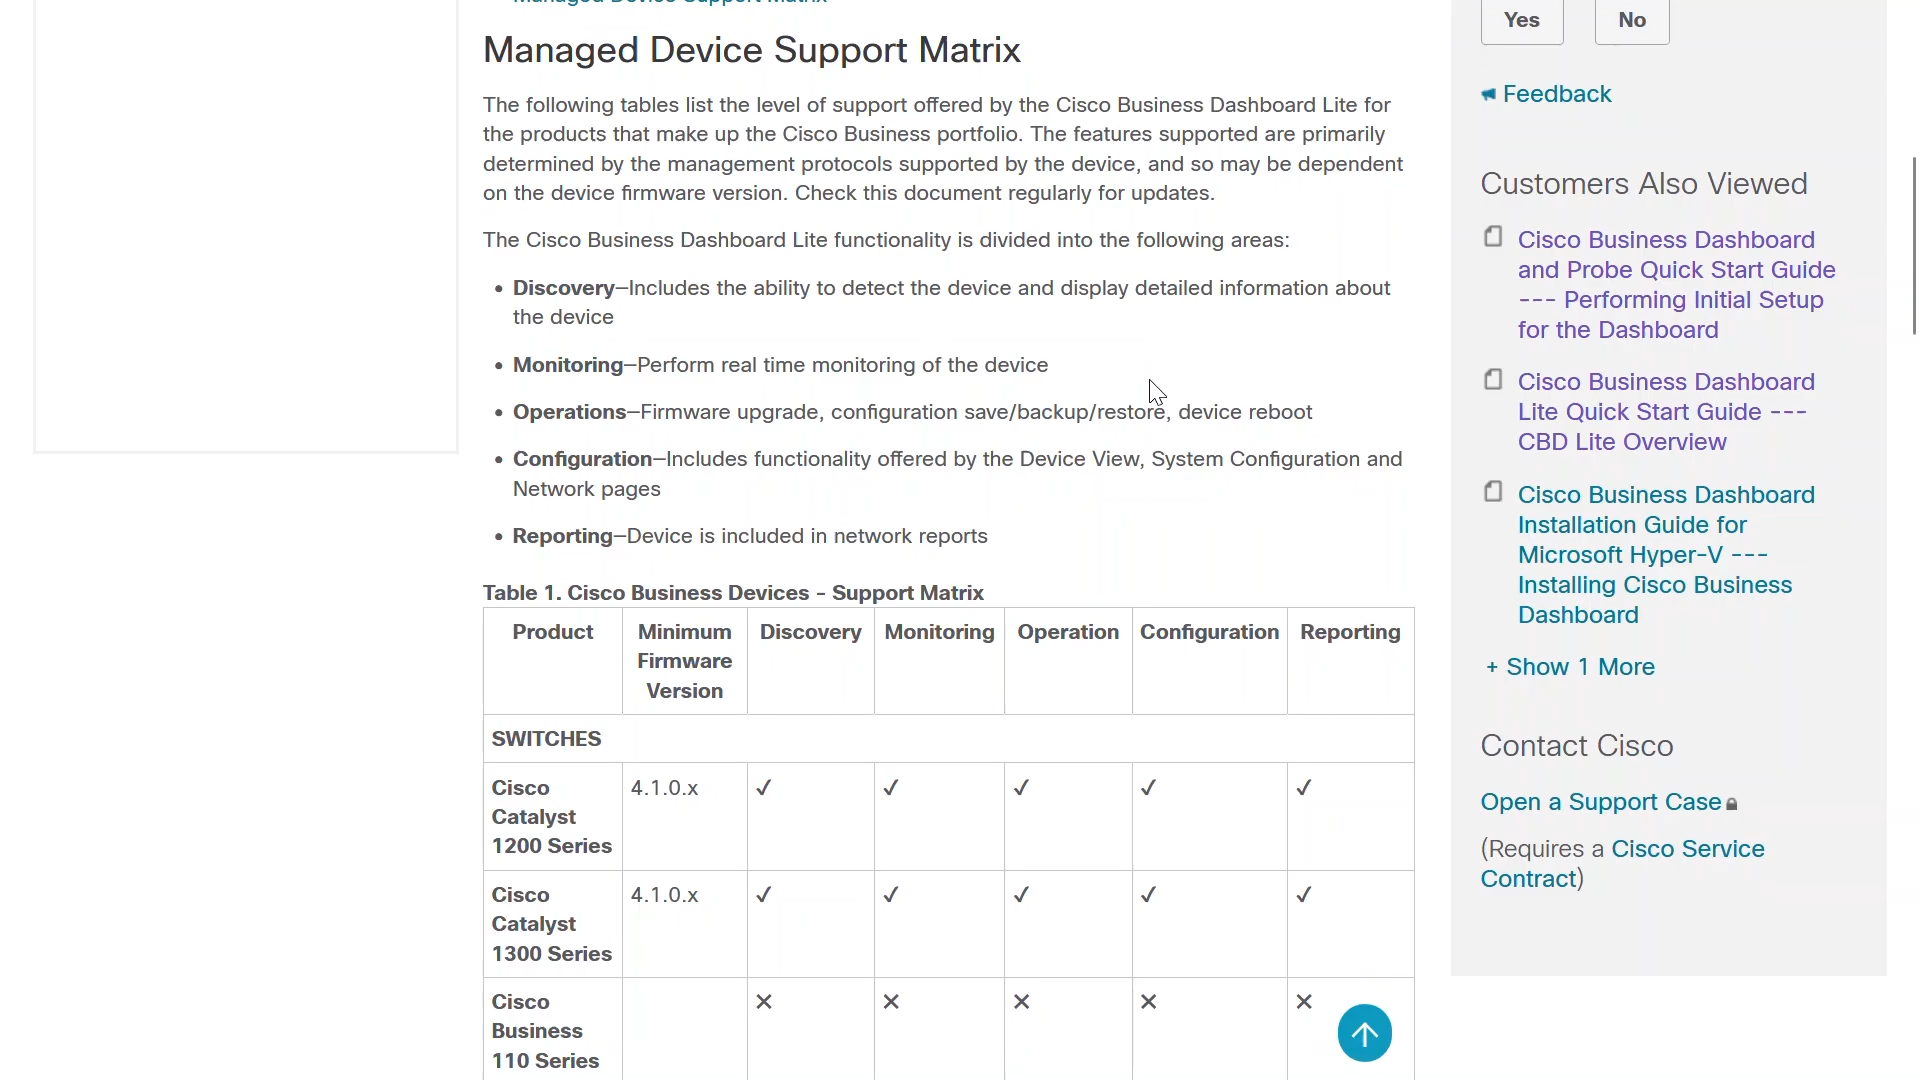 Managed Device Support Matrix
Managed Device Support Matrix
The following tables list the level of support offered by the Cisco Business Dashboard Lite for
the products that make up the Cisco Business portfolio. The features supported are primarily
determined by the management protocols supported by the device, and so may be dependent
on the device firmware version. Check this document regularly for updates.
The Cisco Business Dashboard Lite functionality is divided into the following areas:
• Discovery—Includes the ability to detect the device and display detailed information about
the device
• Monitoring—Perform real time monitoring of the device
• Operations—Firmware upgrade, configuration save/backup/restore, device reboot
• Configuration—Includes functionality offered by the Device View, System Configuration and
Network pages
• Reporting—Device is included in network reports
Table 1. Cisco Business Devices - Support Matrix
Product Minimum Firmware Version Discovery Monitoring Operation Configuration Reporting
SWITCHES
Cisco Catalyst 1200 Series 4.1.0.x ✓ ✓ ✓ ✓ ✓
Cisco Catalyst 1300 Series 4.1.0.x ✓ ✓ ✓ ✓ ✓
Cisco Business 110 Series ✕ ✕ ✕ ✕ ✕
Yes No
Feedback
Customers Also Viewed
Cisco Business Dashboard
and Probe Quick Start Guide
--- Performing Initial Setup
for the Dashboard
Cisco Business Dashboard
Lite Quick Start Guide ---
CBD Lite Overview
Cisco Business Dashboard
Installation Guide for
Microsoft Hyper-V ---
Installing Cisco Business
Dashboard
+ Show 1 More
Contact Cisco
Open a Support Case
(Requires a Cisco Service
Contract)